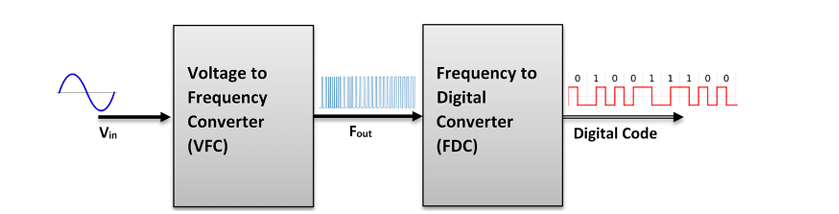 Voltage to
Frequency
Converter
(VFC)
Frequency to
Digital
Converter
(FDC)
0 1 0 0 1 1 1 0 0
Vin
Fout
Digital Code